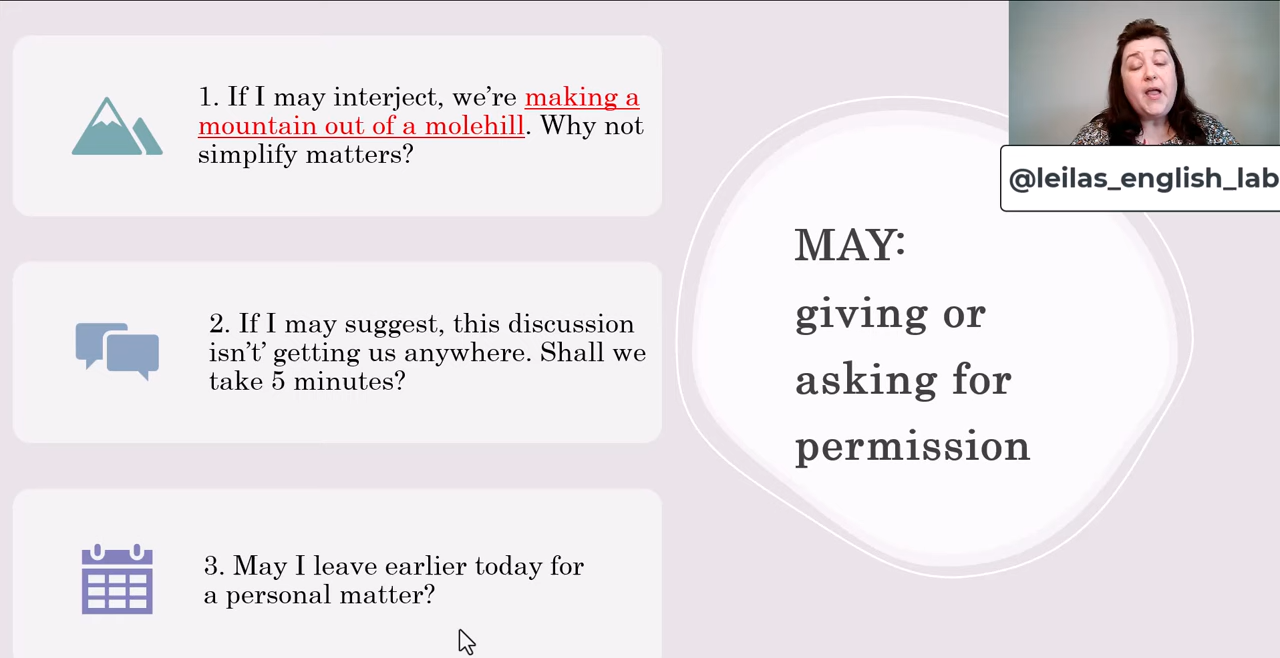 1. If I may interject, we’re making a
mountain out of a molehill. Why not
simplify matters?
2. If I may suggest, this discussion
isn’t’ getting us anywhere. Shall we
take 5 minutes?
3. May I leave earlier today for
a personal matter?
MAY:
giving or
asking for
permission
@leilas_english_lab